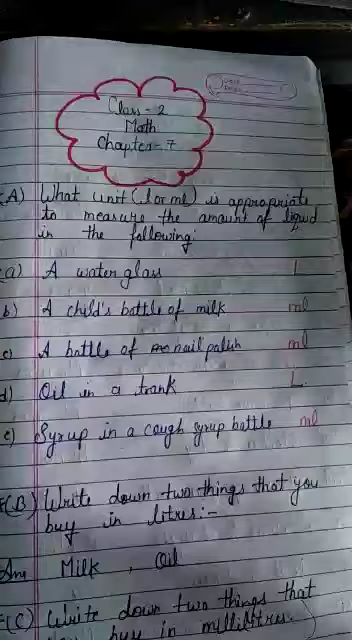 Date
Class - 2
Math
Chapter - 7
(A) What unit (l or ml) is appropriate
to measure the amount of liquid
in the following:
(a) A water glass L
b) A child's bottle of milk ml
c) A bottle of nailpalish ml
d) Oil in a tank L
e) Syrup in a cough syrup bottle ml
(B) Write down two things that you
buy in litres:-
Ans Milk , Oil
(C) Write down two things that
buy in millilitres.